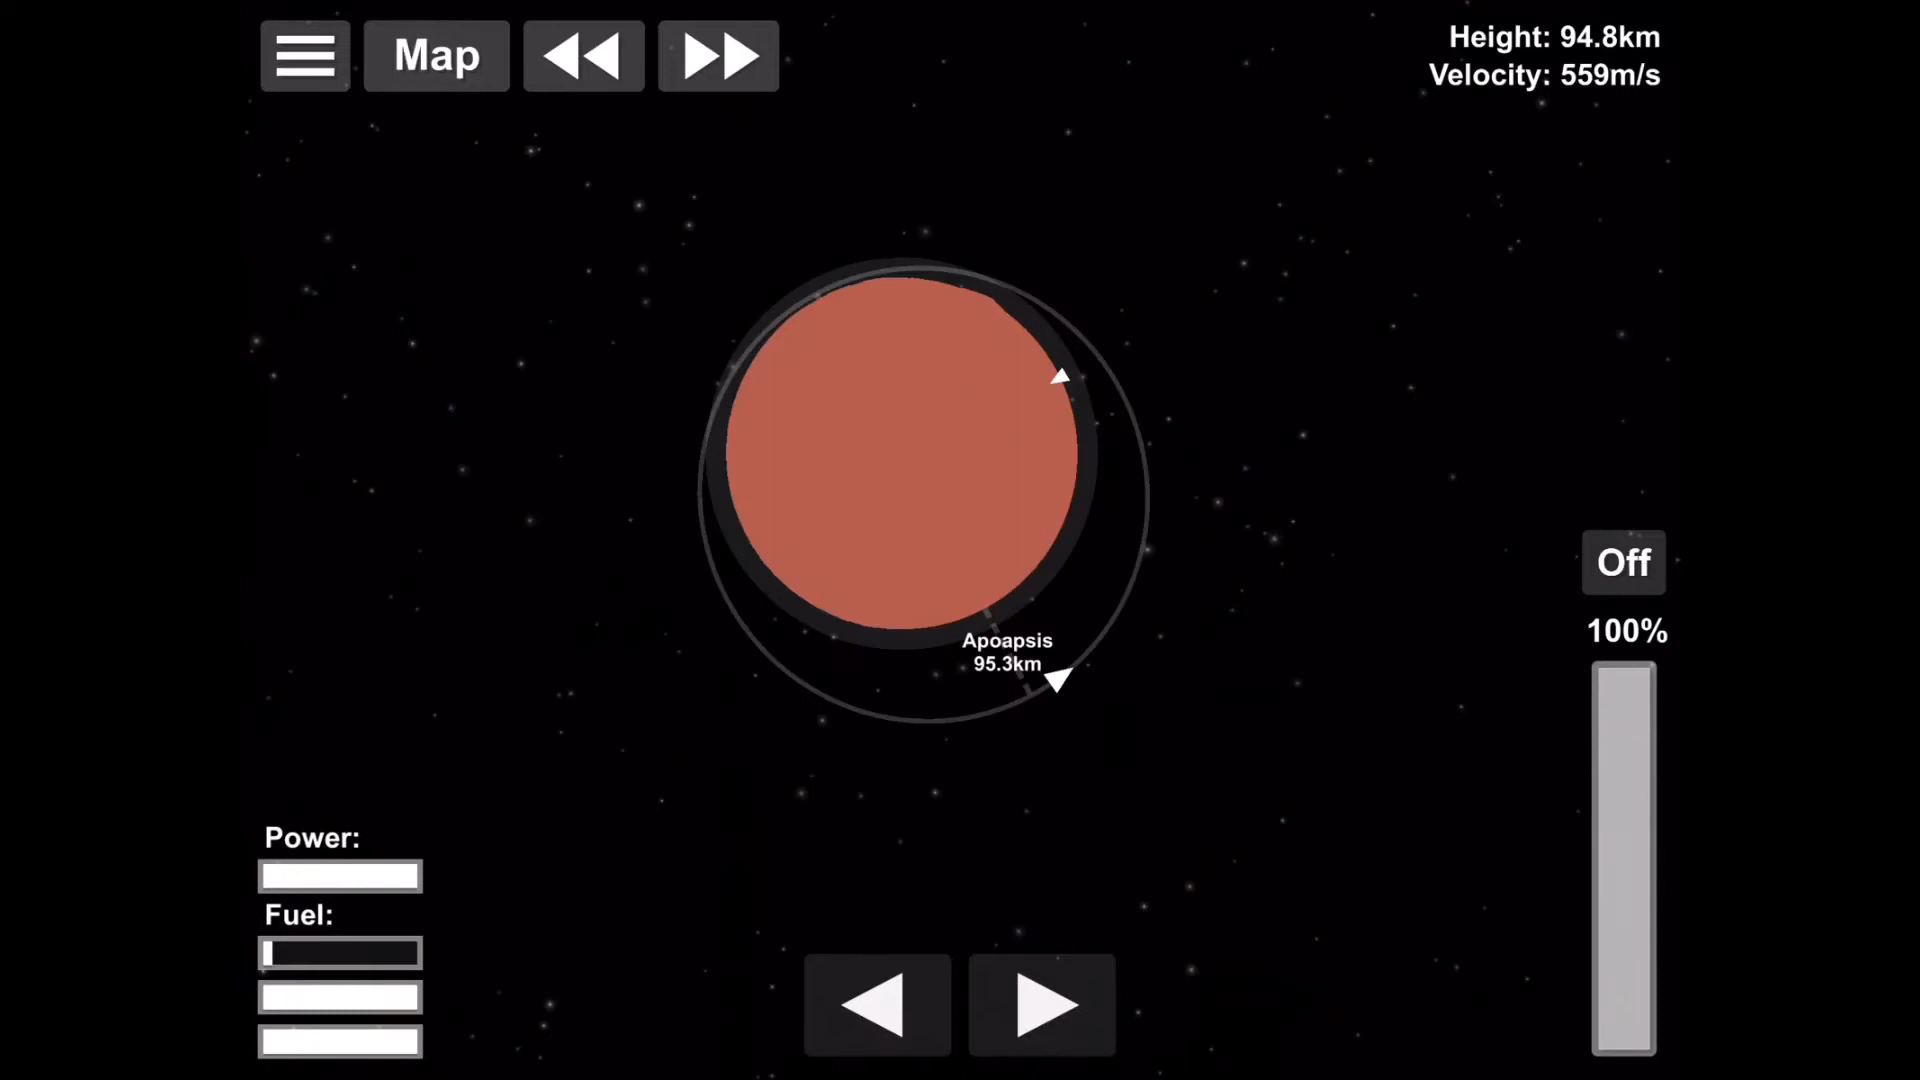 Map
Height: 94.8km
Velocity: 559m/s
Off
100%
Apoapsis
95.3km
Power:
Fuel: